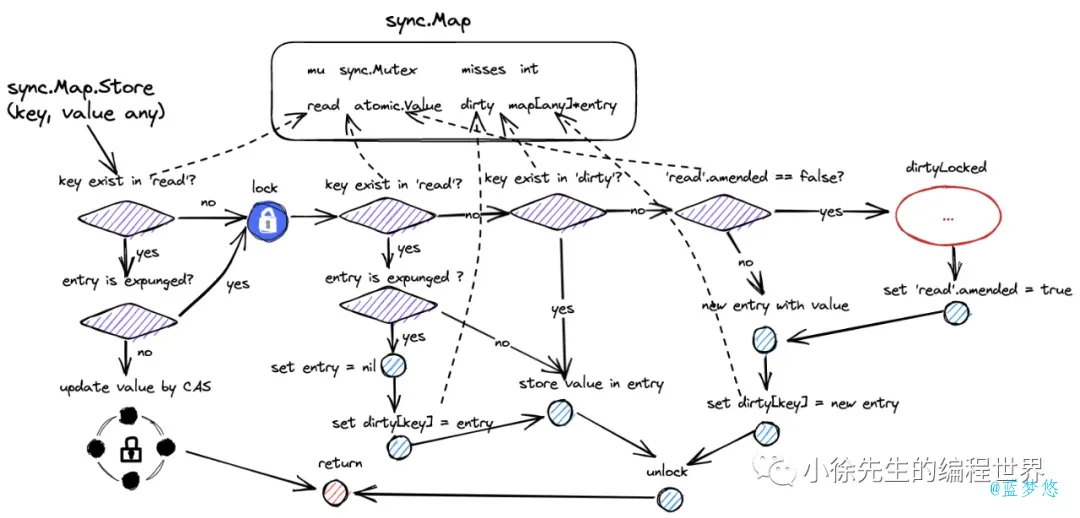 sync.Map
mu sync.Mutex misses int
read atomic.Value dirty map[any]*entry
sync.Map.Store
(key, value any)
key exist in 'read'?
lock
key exist in 'read'?
key exist in 'dirty'?
'read'.amended == false?
dirtyLocked
no
no
no
yes
...
yes
yes
no
entry is expunged?
yes
entry is expunged ?
yes
new entry with value
set 'read'.amended = true
no
yes
no
update value by CAS
set entry = nil
store value in entry
set dirty[key] = entry
set dirty[key] = new entry
return
unlock
小徐先生的编程世界
@蓝梦悠